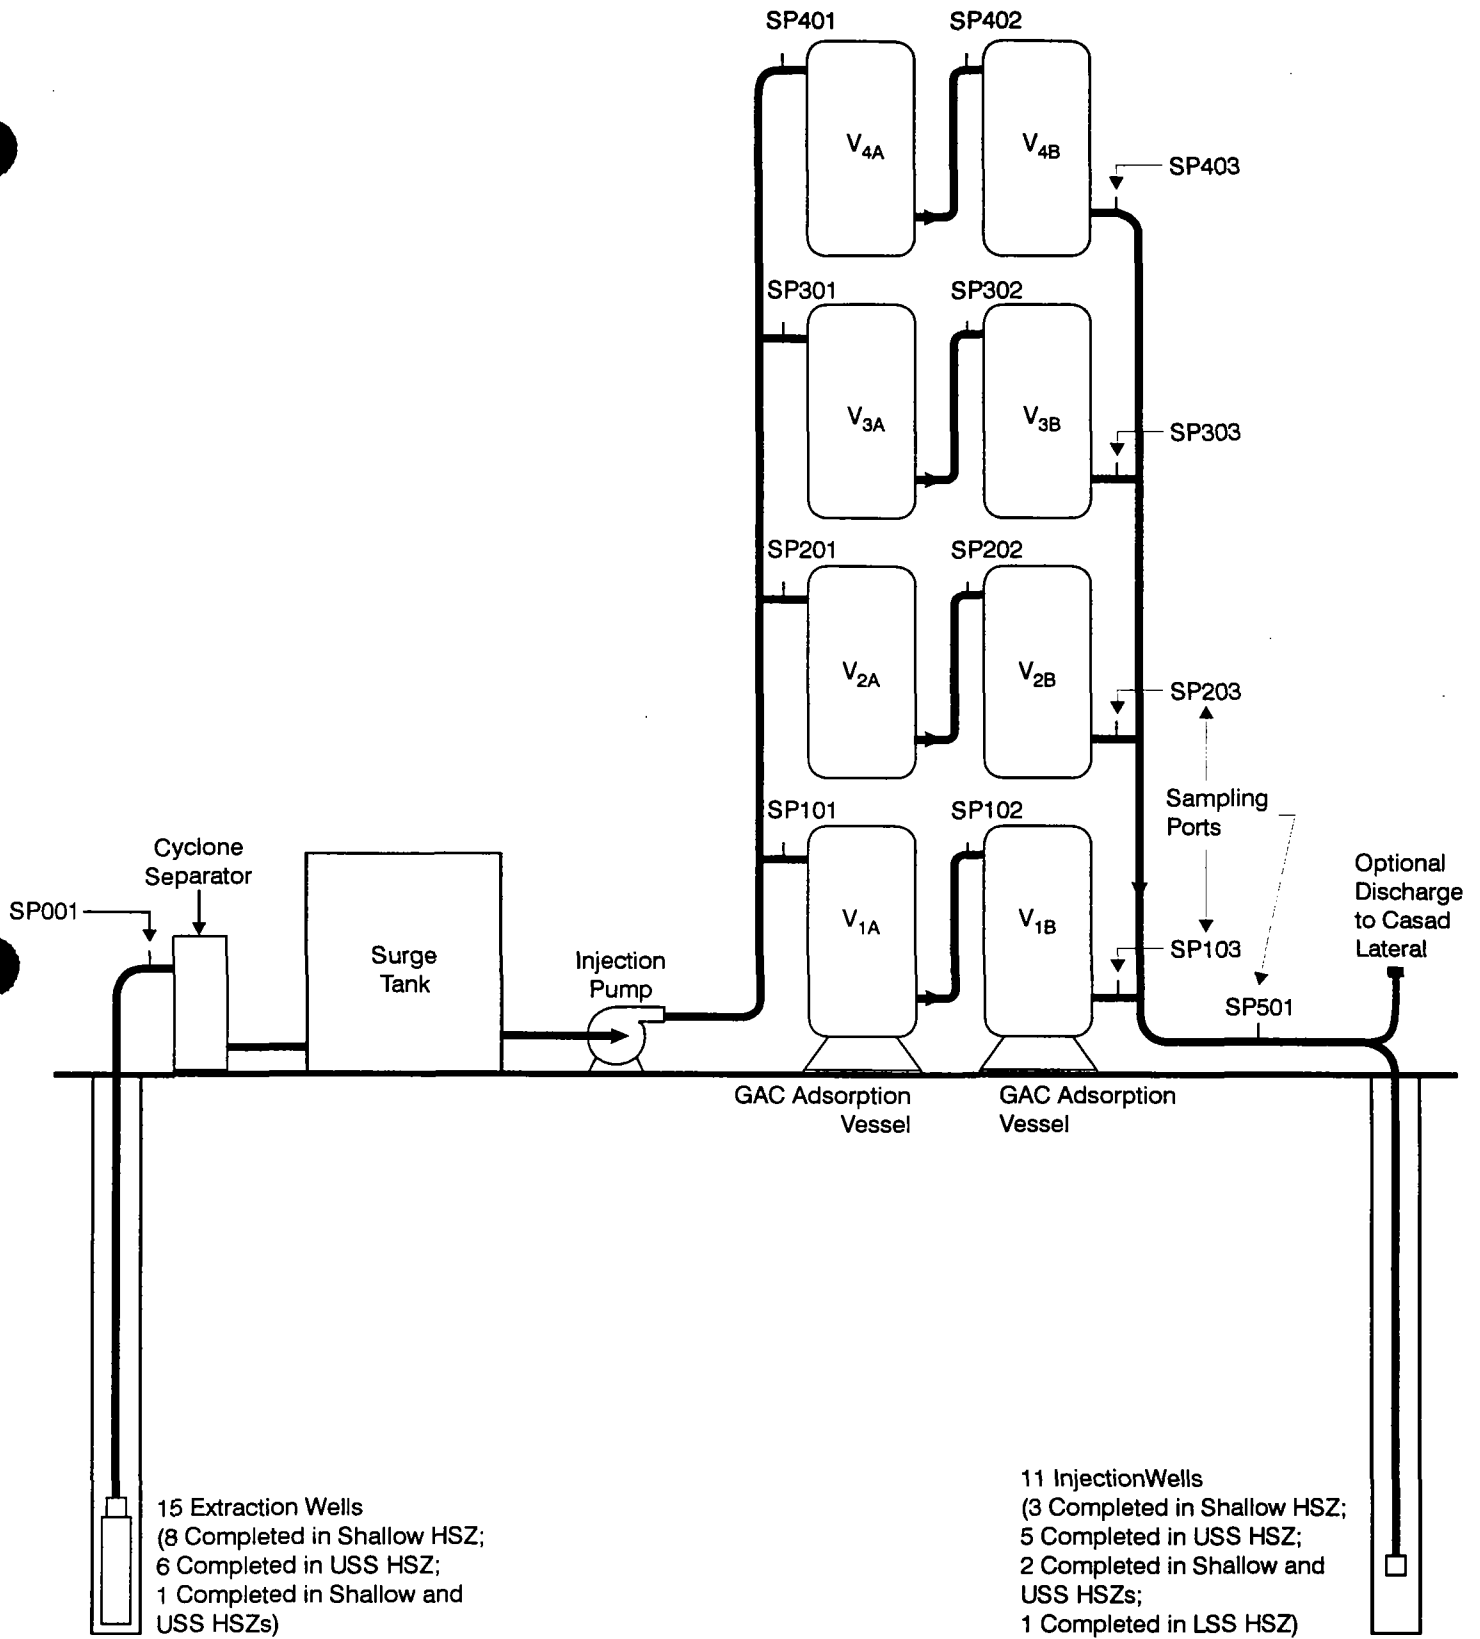 SP401
SP402
V4A
V4B
SP403
SP301
SP302
V3A
V3B
SP303
SP201
SP202
V2A
V2B
SP203
Sampling
Ports
SP101
SP102
V1A
V1B
SP103
Cyclone
Separator
SP001
Surge
Tank
Injection
Pump
SP501
Optional
Discharge
to Casad
Lateral
GAC Adsorption
Vessel
GAC Adsorption
Vessel
15 Extraction Wells
(8 Completed in Shallow HSZ;
6 Completed in USS HSZ;
1 Completed in Shallow and
USS HSZs)
11 InjectionWells
(3 Completed in Shallow HSZ;
5 Completed in USS HSZ;
2 Completed in Shallow and
USS HSZs;
1 Completed in LSS HSZ)